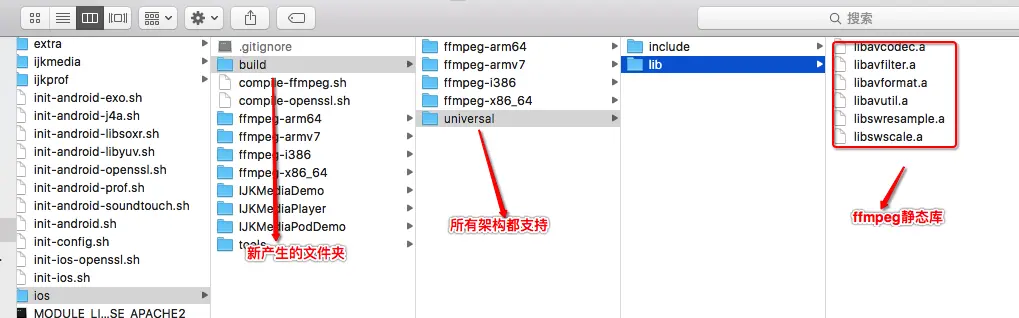 搜索
extra
ijkmedia
ijkprof
init-android-exo.sh
init-android-j4a.sh
init-android-libsoxr.sh
init-android-libyuv.sh
init-android-openssl.sh
init-android-prof.sh
init-android-soundtouch.sh
init-android.sh
init-config.sh
init-ios-openssl.sh
init-ios.sh
ios
MODULE_LI...SE_APACHE2
.gitignore
build
compile-ffmpeg.sh
compile-openssl.sh
ffmpeg-arm64
ffmpeg-armv7
ffmpeg-i386
ffmpeg-x86_64
IJKMediaDemo
IJKMediaPlayer
IJKMediaPodDemo
tools
新产生的文件夹
ffmpeg-arm64
ffmpeg-armv7
ffmpeg-i386
ffmpeg-x86_64
universal
所有架构都支持
include
lib
libavcodec.a
libavfilter.a
libavformat.a
libavutil.a
libswresample.a
libswscale.a
ffmpeg静态库